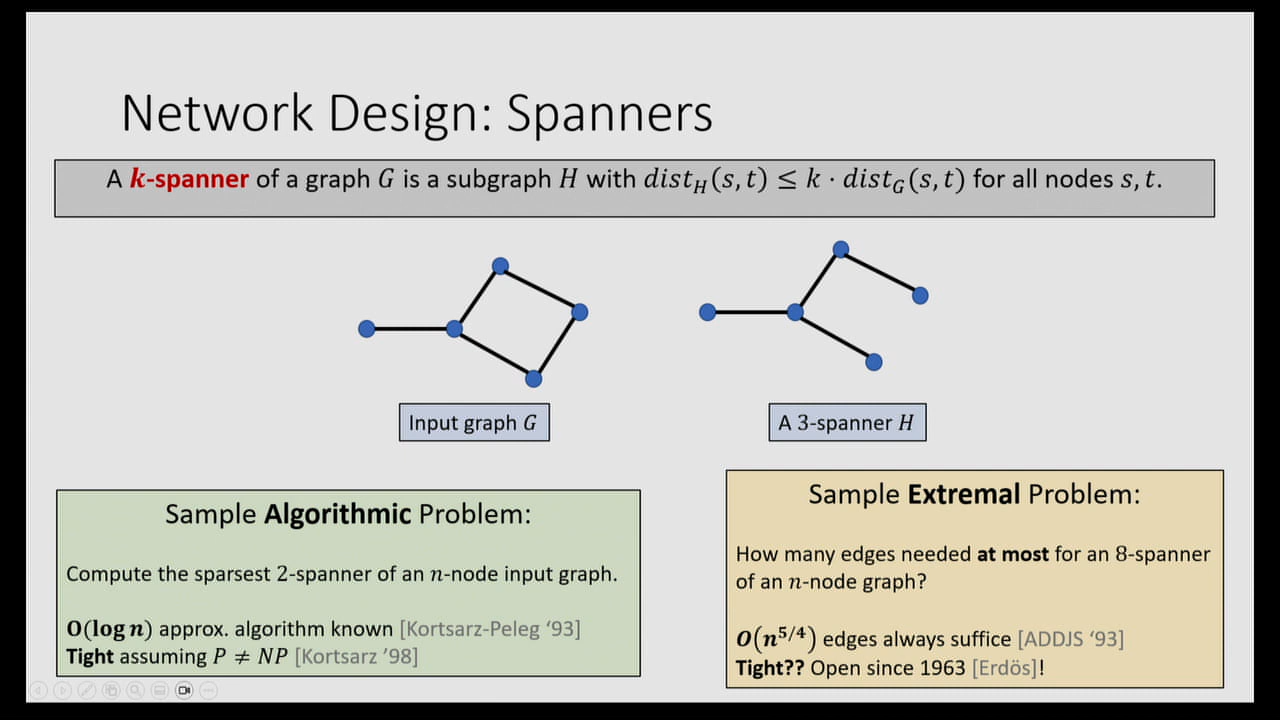 Network Design: Spanners
A k-spanner of a graph G is a subgraph H with dist_H(s, t) ≤ k · dist_G(s, t) for all nodes s, t.
Input graph G
A 3-spanner H
Sample Algorithmic Problem:
Compute the sparsest 2-spanner of an n-node input graph.
O(log n) approx. algorithm known [Kortsarz-Peleg ‘93]
Tight assuming P ≠ NP [Kortsarz ’98]
Sample Extremal Problem:
How many edges needed at most for an 8-spanner
of an n-node graph?
O(n^{5/4}) edges always suffice [ADDJS ‘93]
Tight?? Open since 1963 [Erdös]!